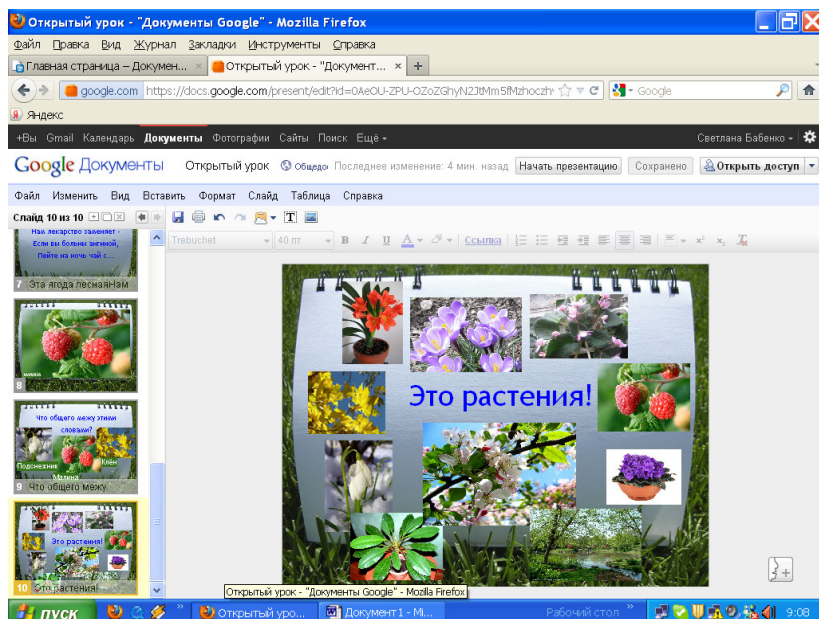 Открытый урок - "Документы Google" - Mozilla Firefox
Файл Правка Вид Журнал Закладки Инструменты Справка
Главная страница – Докумен... × Открытый урок - "Документ... × +
google.com https://docs.google.com/present/edit?id=0AeOU-ZPU-OZoZGhyN2JtMm5fMzhoczhv Google
Яндекс
+Вы Gmail Календарь Документы Фотографии Сайты Поиск Ещё Светлана Бабенко
Google Документы Открытый урок Общедо Последнее изменение: 4 мин. назад Начать презентацию Сохранено Открыть доступ
Файл Изменить Вид Вставить Формат Слайд Таблица Справка
Слайд 10 из 10
Trebuchet 40 пт B I U A Ссылка
Нам лекарство заменяет -
Если вы больны ангиной,
Пейте на ночь чай с...
7 Эта ягода леснаяНам
8
Что общего межу этими
словами?
Подснежник
Клён
Малина
9 Что общего межу
Это растения!
10 Это растения!
Это растения!
Открытый урок - "Документы Google" - Mozilla Firefox
пуск Открытый уро... Документ1 - Mi... Рабочий стол 9:08